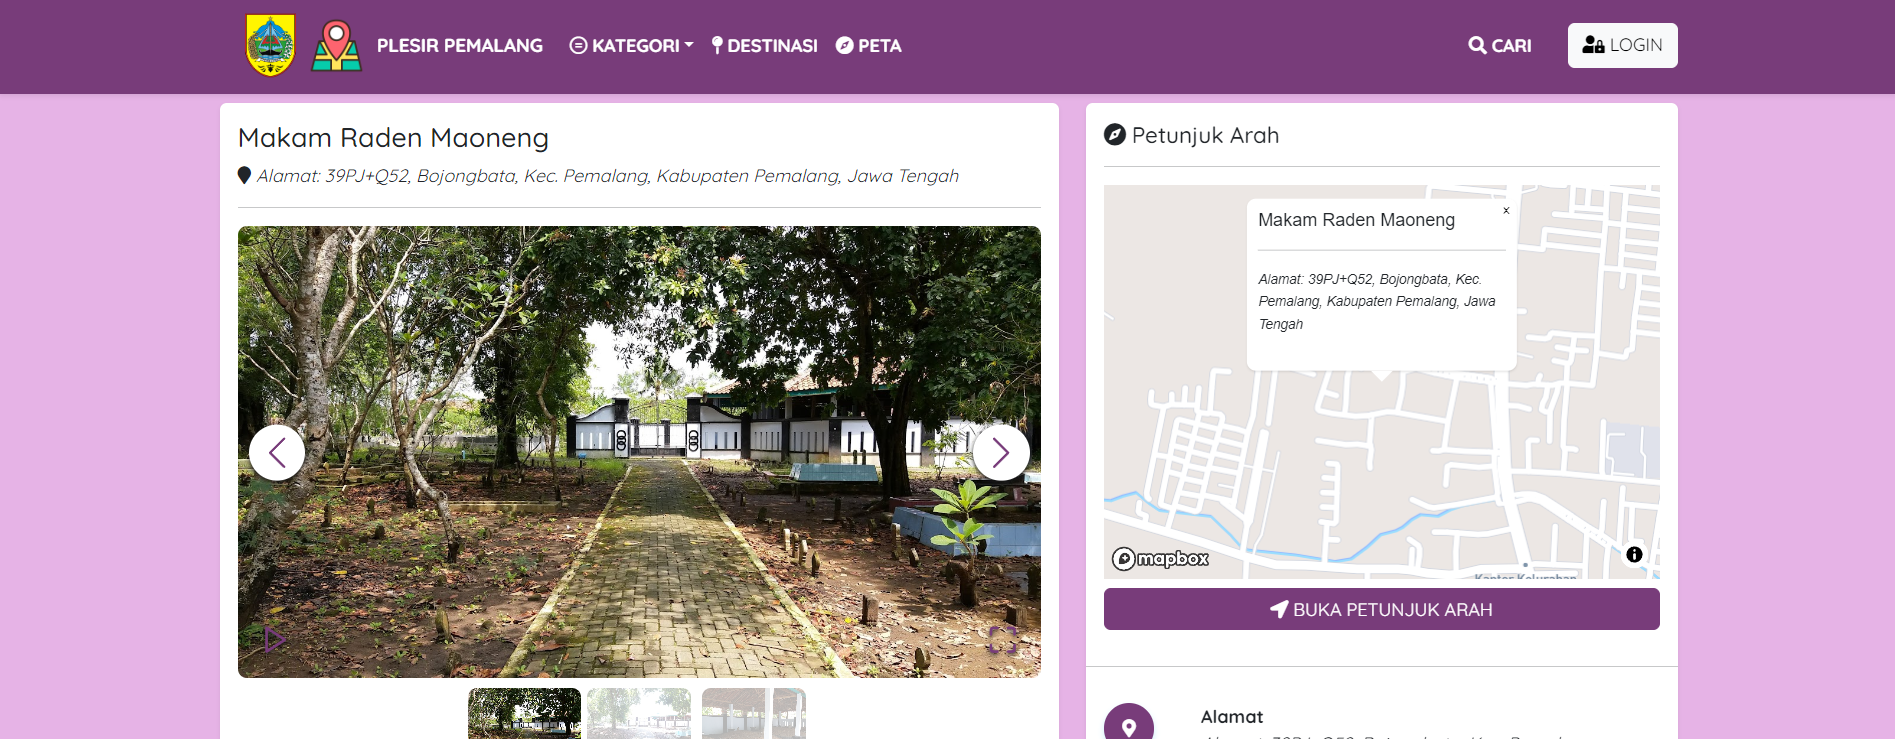 PLESIR PEMALANG KATEGORI DESTINASI PETA CARI LOGIN
Makam Raden Maoneng
Alamat: 39PJ+Q52, Bojongbata, Kec. Pemalang, Kabupaten Pemalang, Jawa Tengah
Petunjuk Arah
Makam Raden Maoneng
×
Alamat: 39PJ+Q52, Bojongbata, Kec.
Pemalang, Kabupaten Pemalang, Jawa
Tengah
mapbox
Kantor Kelurahan
BUKA PETUNJUK ARAH
Alamat